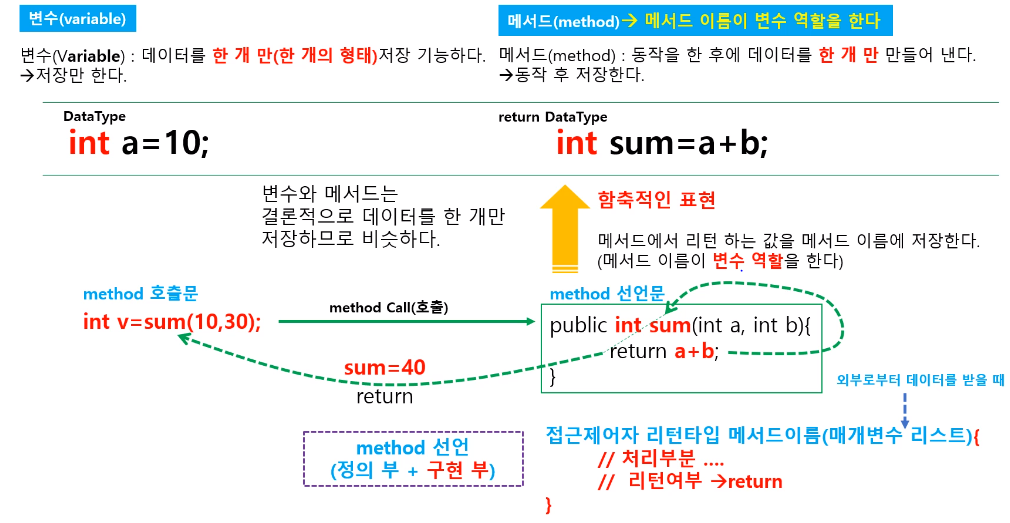 변수(variable)
변수(Variable) : 데이터를 한 개 만(한 개의 형태)저장 기능하다.
→저장만 한다.
메서드(method)→ 메서드 이름이 변수 역할을 한다
메서드(method) : 동작을 한 후에 데이터를 한 개 만 만들어 낸다.
→동작 후 저장한다.
DataType
int a=10;
return DataType
int sum=a+b;
변수와 메서드는
결론적으로 데이터를 한 개만
저장하므로 비슷하다.
함축적인 표현
메서드에서 리턴 하는 값을 메서드 이름에 저장한다.
(메서드 이름이 변수 역할을 한다)
method 호출문
int v=sum(10,30);
method Call(호출)
sum=40
return
method 선언문
public int sum(int a, int b){
return a+b;
}
외부로부터 데이터를 받을 때
method 선언
(정의 부 + 구현 부)
접근제어자 리턴타입 메서드이름(매개변수 리스트){
// 처리부분 ....
// 리턴여부 →return
}